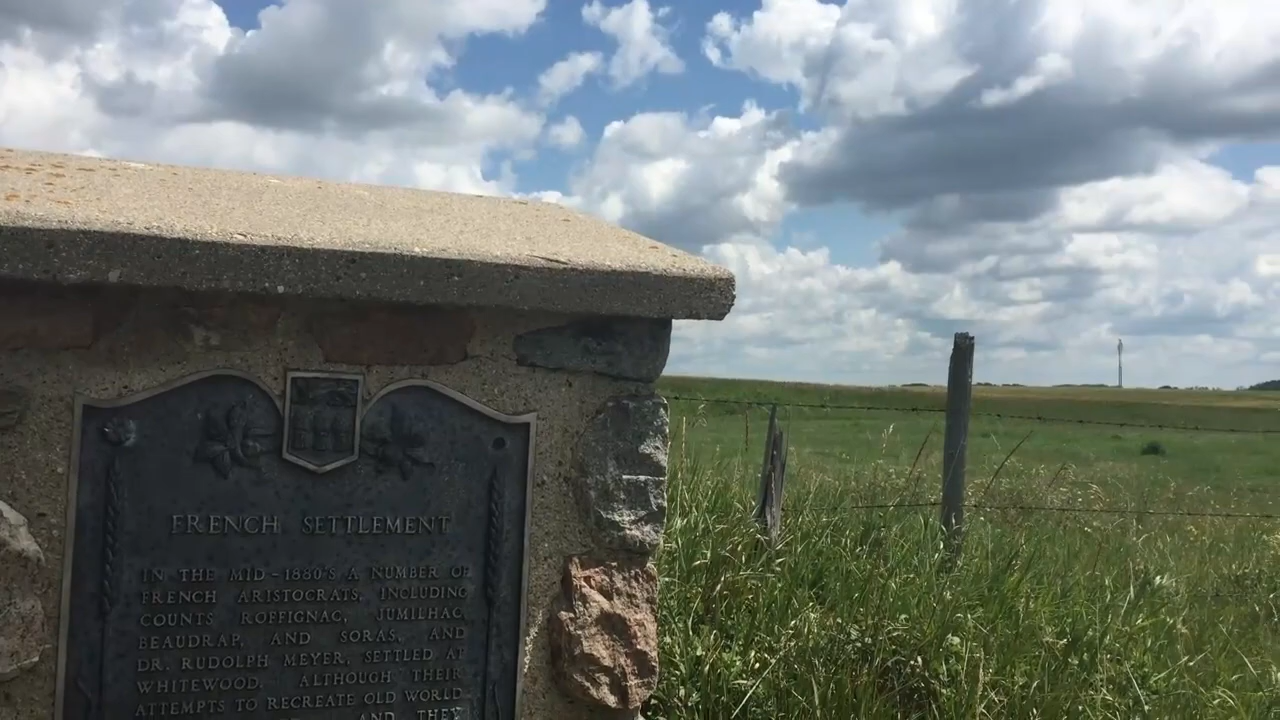 FRENCH SETTLEMENT
IN THE MID-1880'S A NUMBER OF
FRENCH ARISTOCRATS, INCLUDING
COUNTS ROFFIGNAC, JUMILHAC,
BEAUDRAP, AND SORAS, AND
DR. RUDOLPH MEYER, SETTLED AT
WHITEWOOD. ALTHOUGH THEIR
ATTEMPTS TO RECREATE OLD WORLD
AND THEY